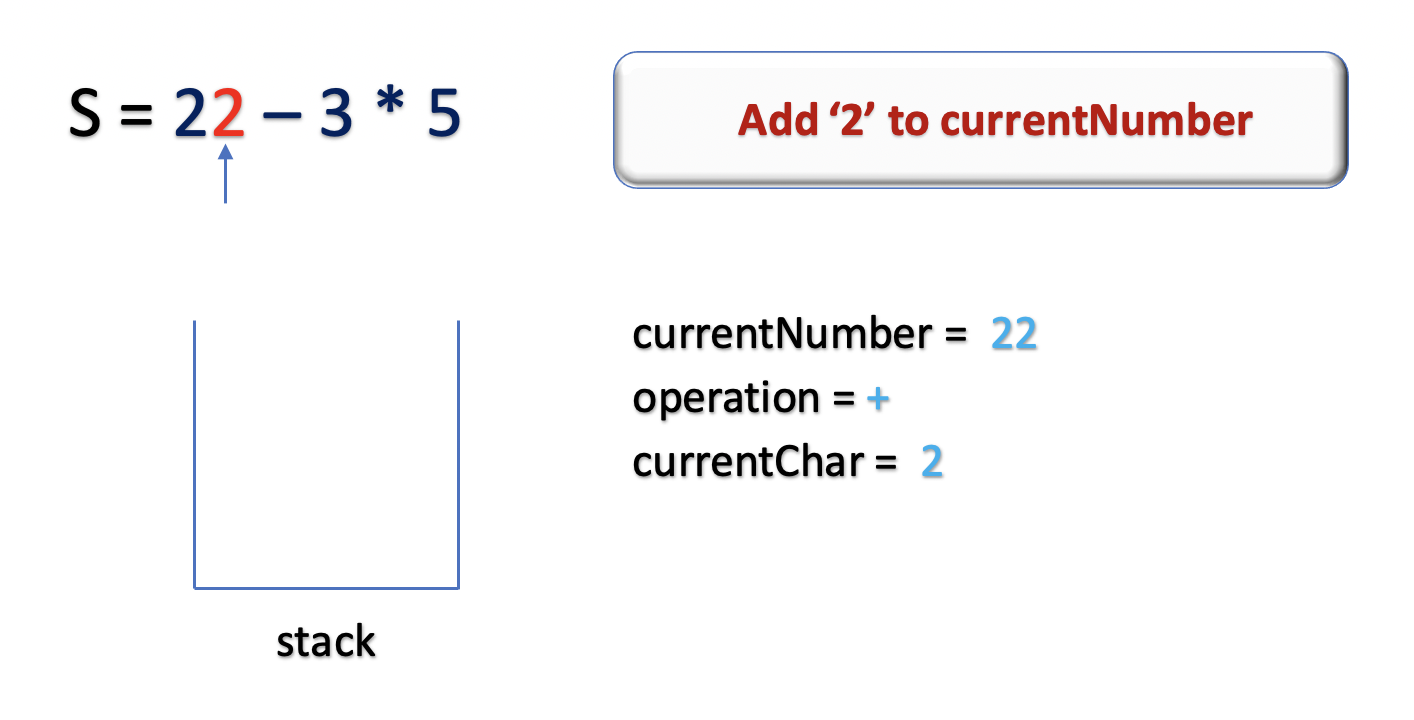 S = 22 – 3 * 5
Add ‘2’ to currentNumber
currentNumber = 22
operation = +
currentChar = 2
stack